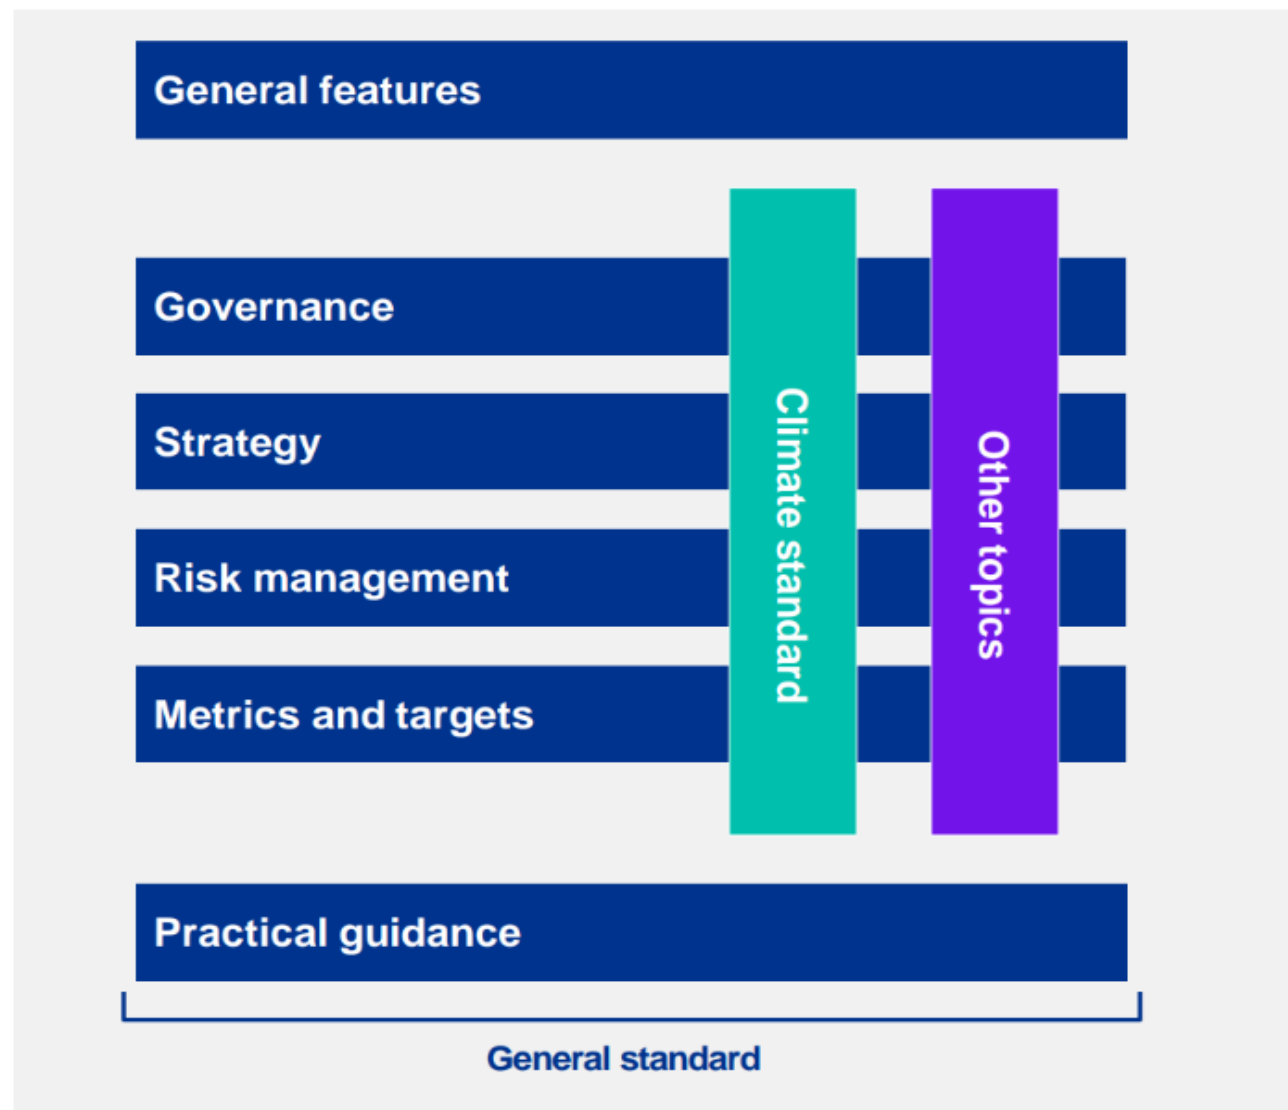 General features
Governance
Strategy
Risk management
Metrics and targets
Climate standard
Other topics
Practical guidance
General standard